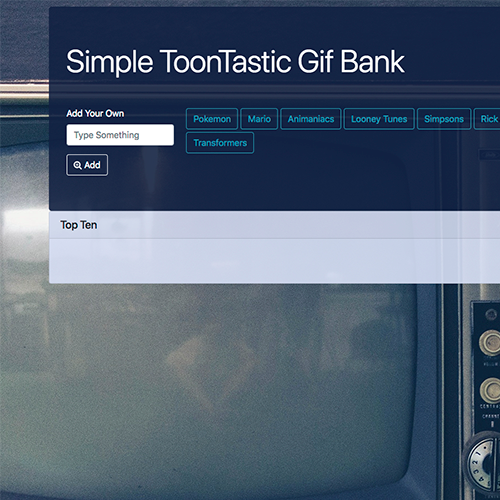 Simple ToonTastic Gif Bank
Add Your Own
Type Something
Add
Pokemon Mario Animaniacs Looney Tunes Simpsons Rick
Transformers
Top Ten